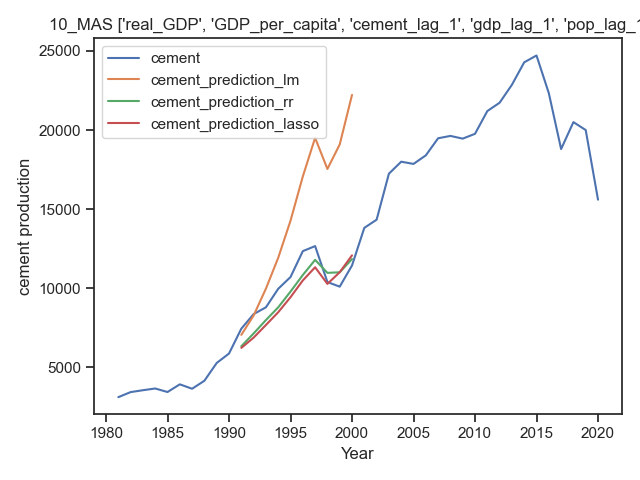 10_MAS ['real_GDP', 'GDP_per_capita', 'cement_lag_1', 'gdp_lag_1', 'pop_lag_1
cement
cement_prediction_lm
cement_prediction_rr
cement_prediction_lasso
25000
20000
15000
10000
5000
cement production
1980 1985 1990 1995 2000 2005 2010 2015 2020
Year